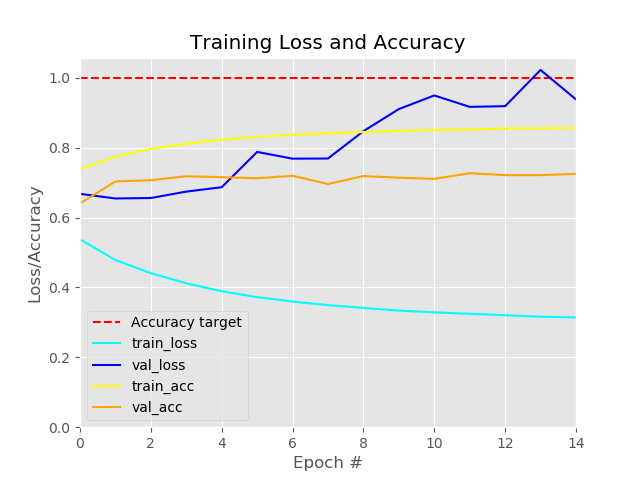 Training Loss and Accuracy
Loss/Accuracy
1.0
0.8
0.6
0.4
0.2
0.0
Accuracy target
train_loss
val_loss
train_acc
val_acc
0 2 4 6 8 10 12 14
Epoch #